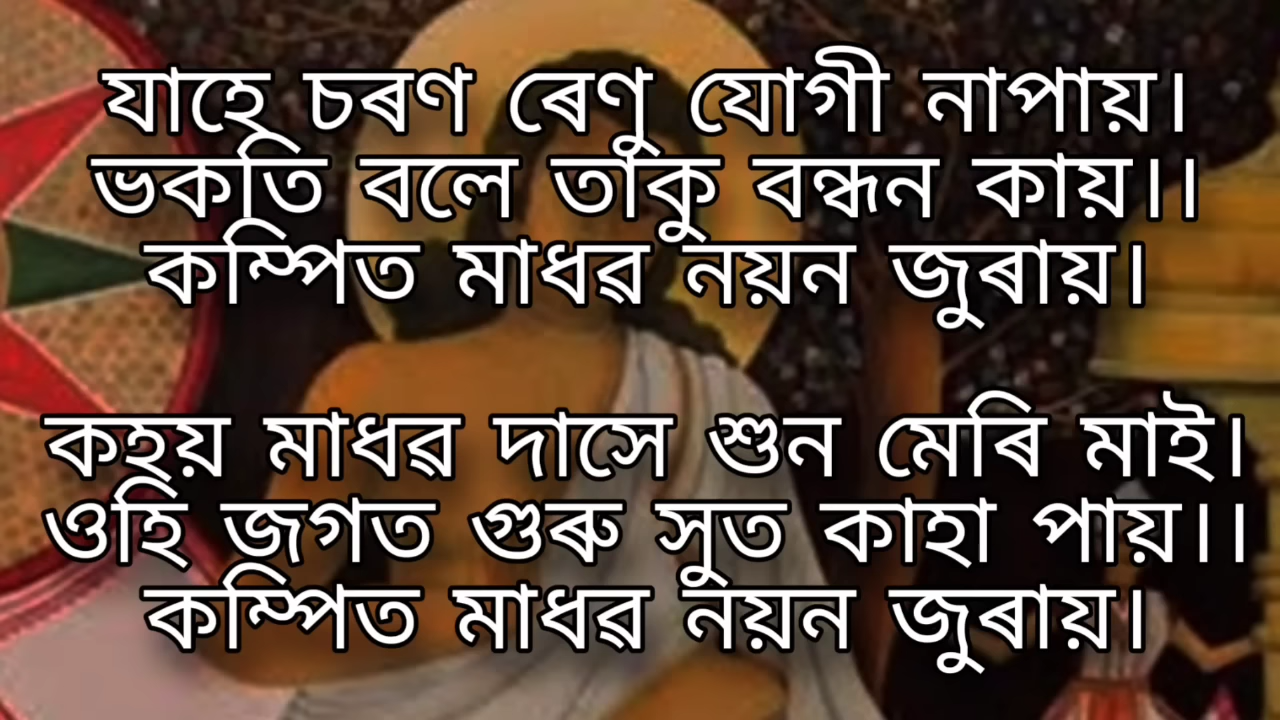 যাহে চৰণ ৰেণু যোগী নাপায়।
ভকতি বলে তাকু বন্ধন কায়।।
কম্পিত মাধৱ নয়ন জুৰায়।
কহয় মাধৱ দাসে শুন মেৰি মাই।
ওহি জগত গুৰু সুত কাহা পায়।।
কম্পিত মাধৱ নয়ন জুৰায়।